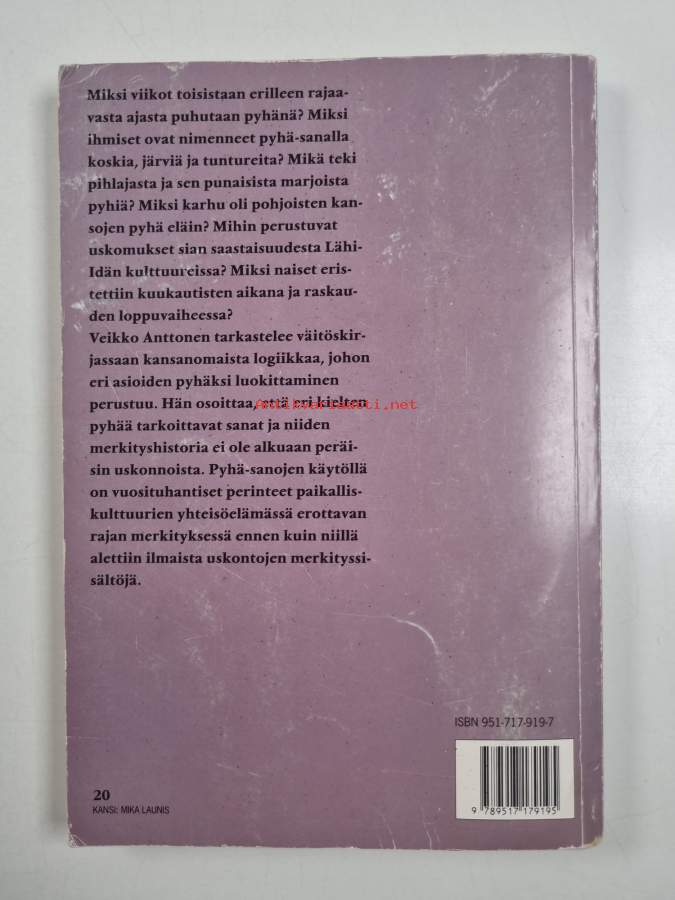 Miksi viikot toisistaan erilleen rajaa-
vasta ajasta puhutaan pyhänä? Miksi
ihmiset ovat nimenneet pyhä-sanalla
koskia, järviä ja tuntureita? Mikä teki
pihlajasta ja sen punaisista marjoista
pyhiä? Miksi karhu oli pohjoisten kan-
sojen pyhä eläin? Mihin perustuvat
uskomukset sian saastaisuudesta Lähi-
Idän kulttuureissa? Miksi naiset eris-
tettiin kuukautisten aikana ja raskau-
den loppuvaiheessa?
Veikko Anttonen tarkastelee väitöskir-
jassaan kansanomaista logiikkaa, johon
eri asioiden pyhäksi luokittaminen
perustuu. Hän osoittaa, että eri kielten
Antikvariaatti.net
pyhää tarkoittavat sanat ja niiden
merkityshistoria ei ole alkuaan peräi-
sin uskonnoista. Pyhä-sanojen käytöllä
on vuosituhantiset perinteet paikallis-
kulttuurien yhteisöelämässä erottavan
rajan merkityksessä ennen kuin niillä
alettiin ilmaista uskontojen merkityssi-
sältöjä.
ISBN 951-717-919-7
9 789517 179195
20
KANSI: MIKA LAUNIS